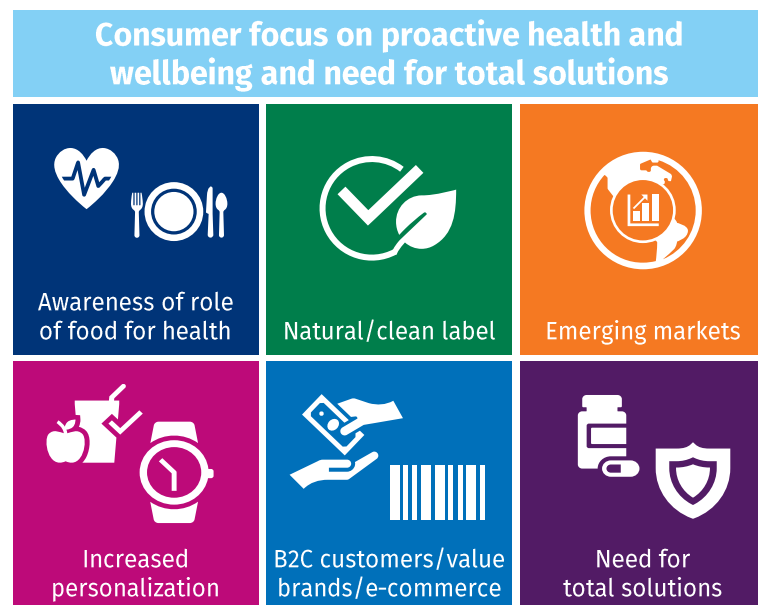 Consumer focus on proactive health and
wellbeing and need for total solutions
Awareness of role
of food for health
Natural/clean label
Emerging markets
Increased
personalization
B2C customers/value
brands/e-commerce
Need for
total solutions